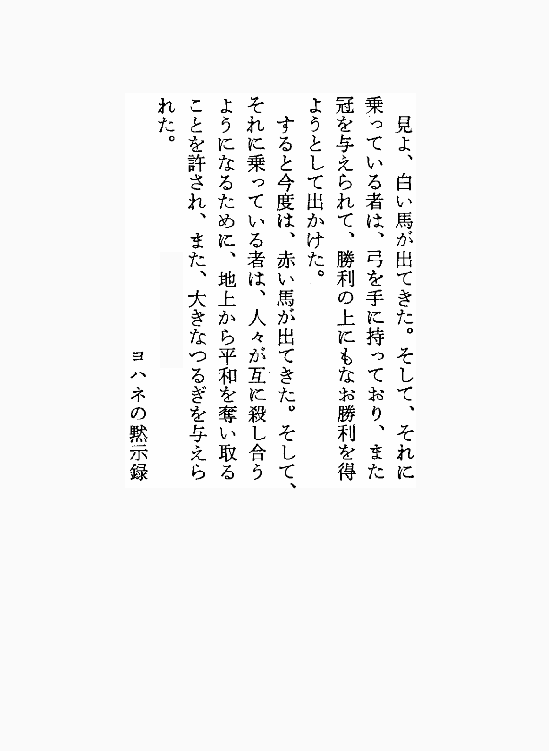 見よ、白い馬が出てきた。そして、それに
乗っている者は、弓を手に持っており、また
冠を与えられて、勝利の上にもなお勝利を得
ようとして出かけた。
　すると今度は、赤い馬が出てきた。そして、
それに乗っている者は、人々が互に殺し合う
ようになるために、地上から平和を奪い取る
ことを許され、また、大きなつるぎを与えら
れた。
ヨハネの黙示録